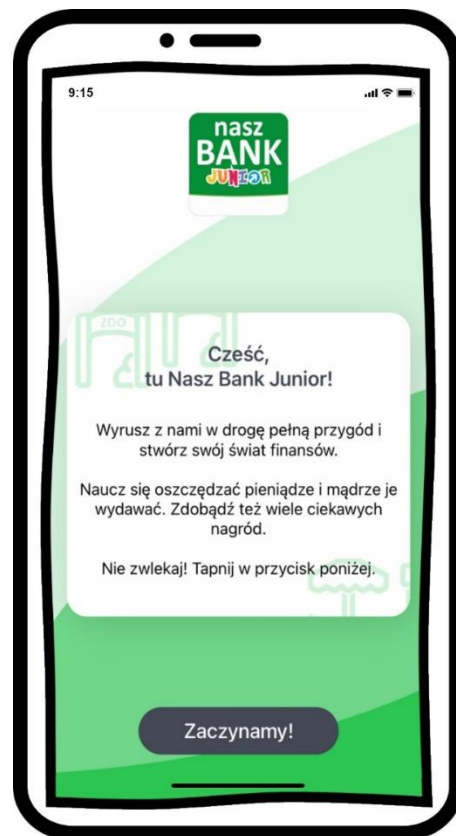 9:15
nasz
BANK
JUNIOR
ZOO
Cześć,
tu Nasz Bank Junior!
Wyrusz z nami w drogę pełną przygód i
stwórz swój świat finansów.
Naucz się oszczędzać pieniądze i mądrze je
wydawać. Zdobądź też wiele ciekawych
nagród.
Nie zwlekaj! Tapnij w przycisk poniżej.
Zaczynamy!